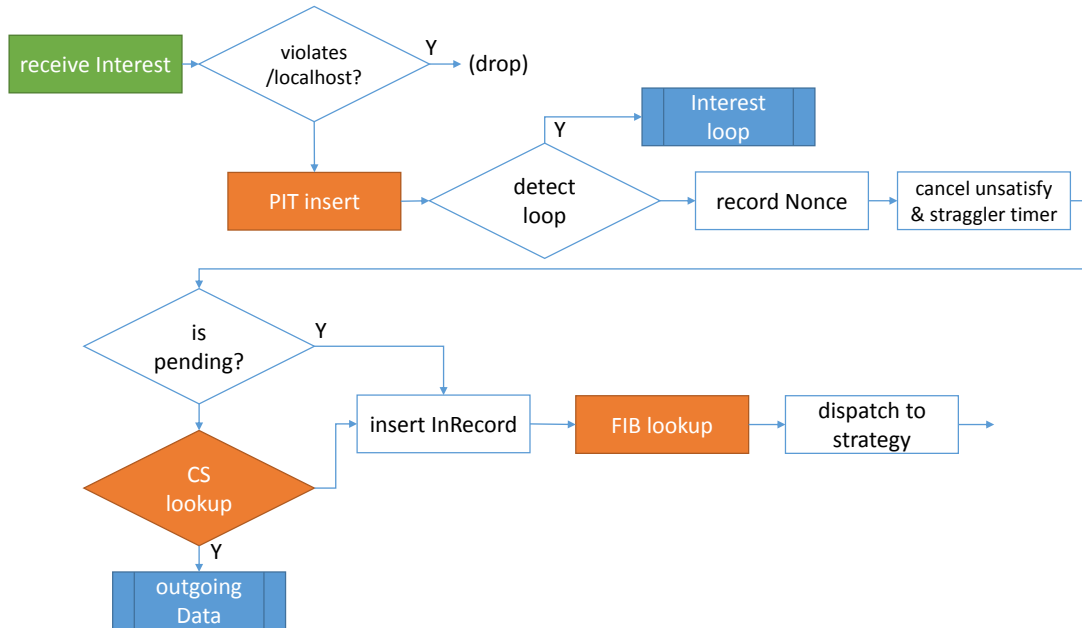 receive Interest
violates
/localhost?
Y
(drop)
Interest
loop
Y
PIT insert
detect
loop
record Nonce
cancel unsatisfy
& straggler timer
is
pending?
Y
insert InRecord
FIB lookup
dispatch to
strategy
CS
lookup
Y
outgoing
Data